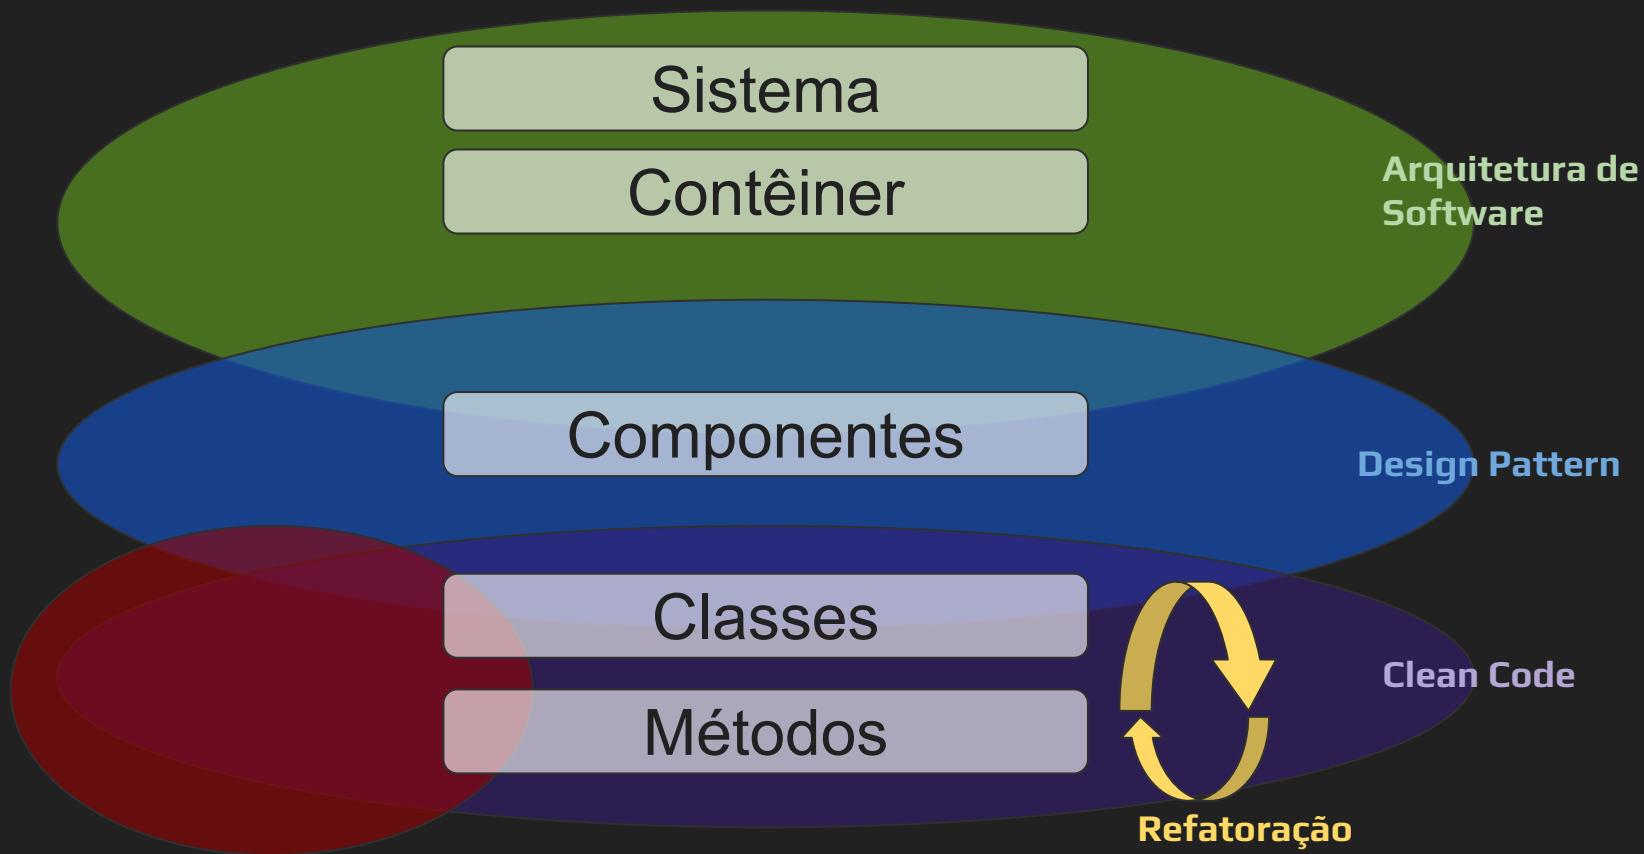 Sistema
Contêiner
Arquitetura de
Software
Componentes
Design Pattern
Classes
Clean Code
Métodos
Refatoração